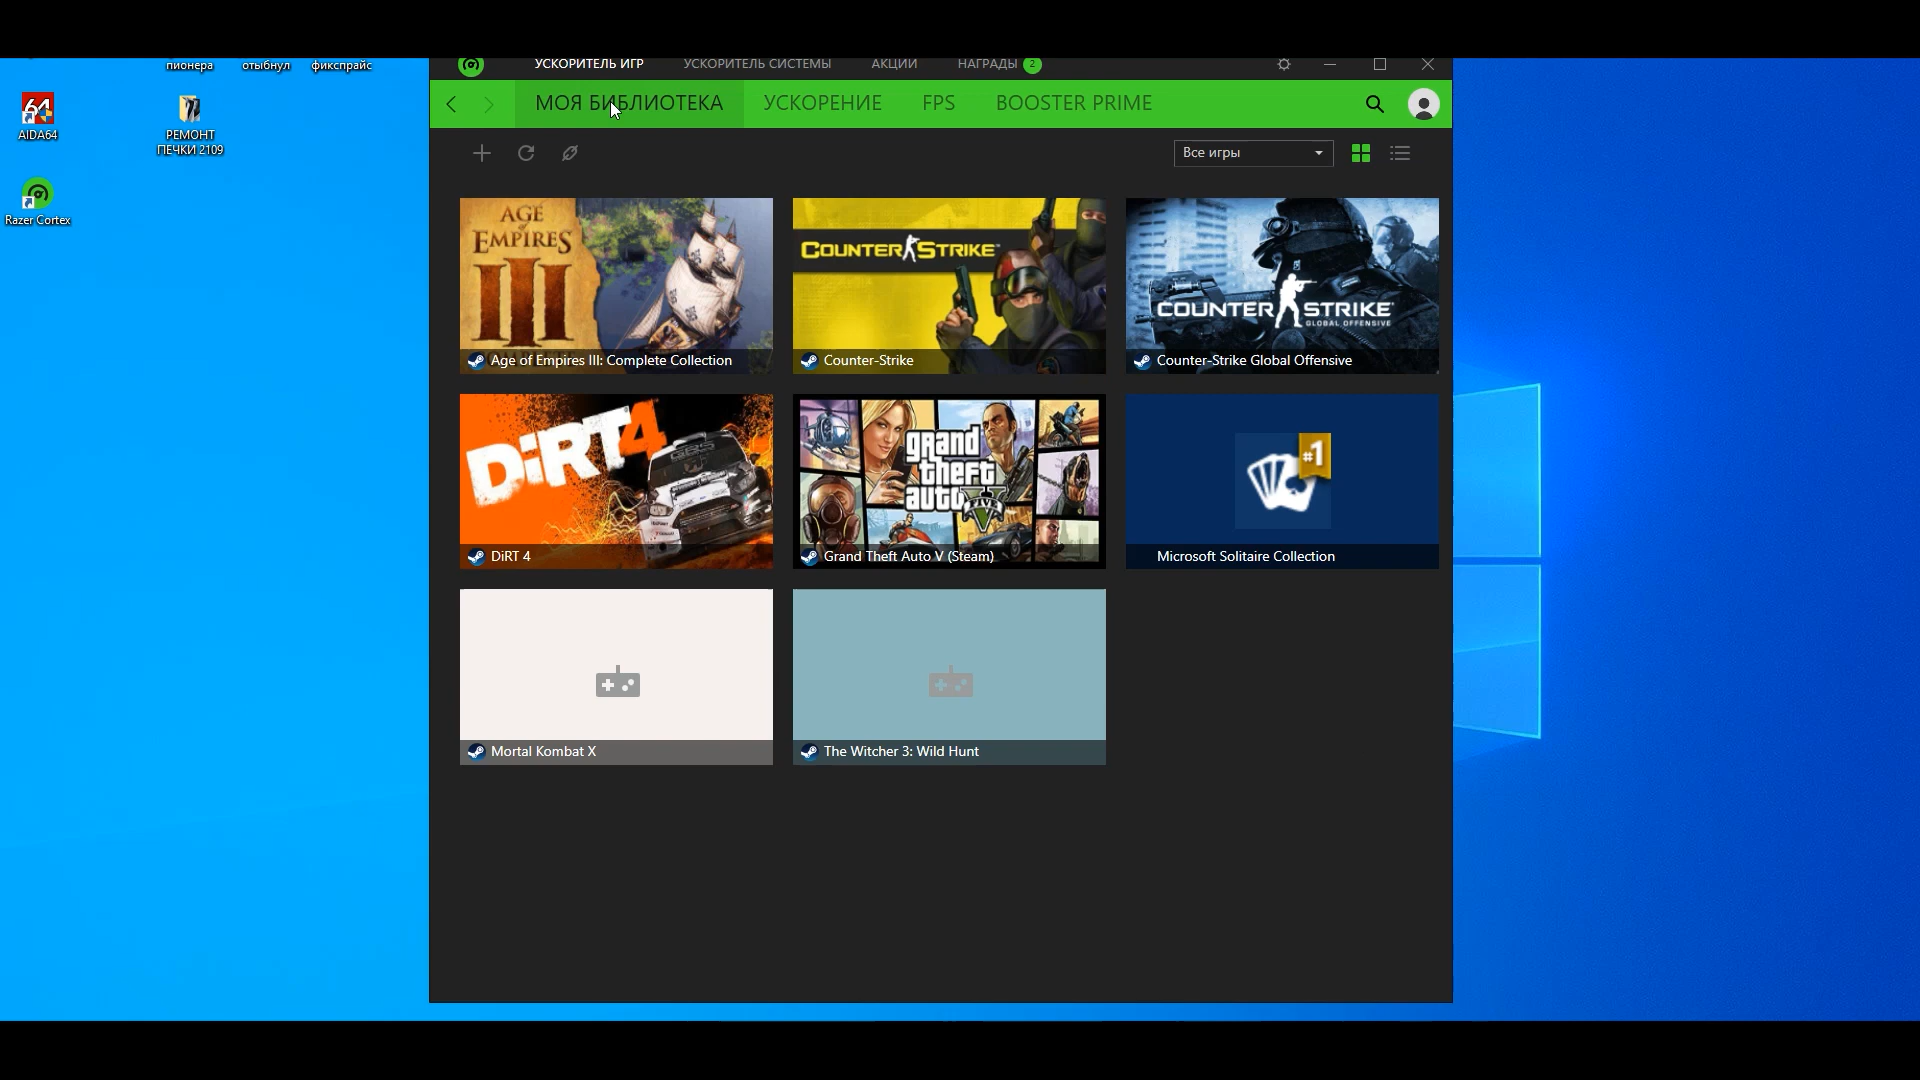 пионера
отыбнул
фикспрайс
AIDA64
РЕМОНТ
ПЕЧКИ 2109
Razer Cortex
УСКОРИТЕЛЬ ИГР
УСКОРИТЕЛЬ СИСТЕМЫ
АКЦИИ
НАГРАДЫ 2
МОЯ БИБЛИОТЕКА
УСКОРЕНИЕ
FPS
BOOSTER PRIME
Все игры
AGE
of
EMPIRES
III
Age of Empires III: Complete Collection
COUNTER STRIKE
Counter-Strike
COUNTER STRIKE
GLOBAL OFFENSIVE
Counter-Strike Global Offensive
DiRT 4
DiRT 4
grand
theft
auto
FIVE
V
Grand Theft Auto V (Steam)
#1
Microsoft Solitaire Collection
Mortal Kombat X
The Witcher 3: Wild Hunt